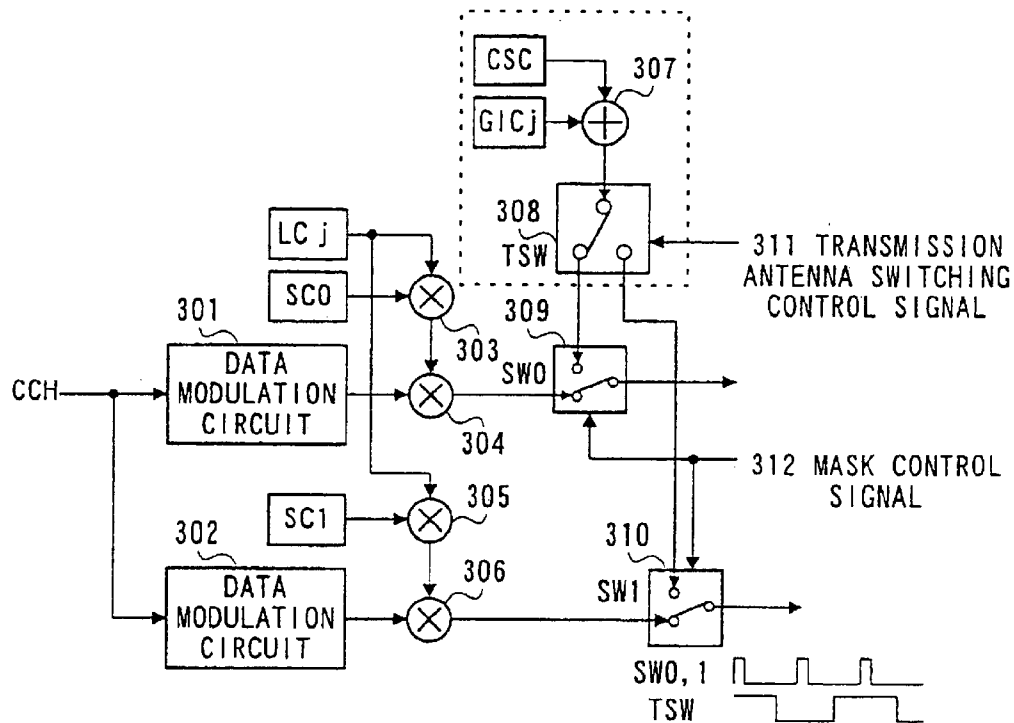 CSC
307
GICj
308
TSW
311 TRANSMISSION
ANTENNA SWITCHING
CONTROL SIGNAL
LCj
SC0
303
309
SW0
301
DATA
MODULATION
CIRCUIT
CCH
304
312 MASK CONTROL
SIGNAL
305
SC1
302
DATA
MODULATION
CIRCUIT
306
310
SW1
SW0,1
TSW